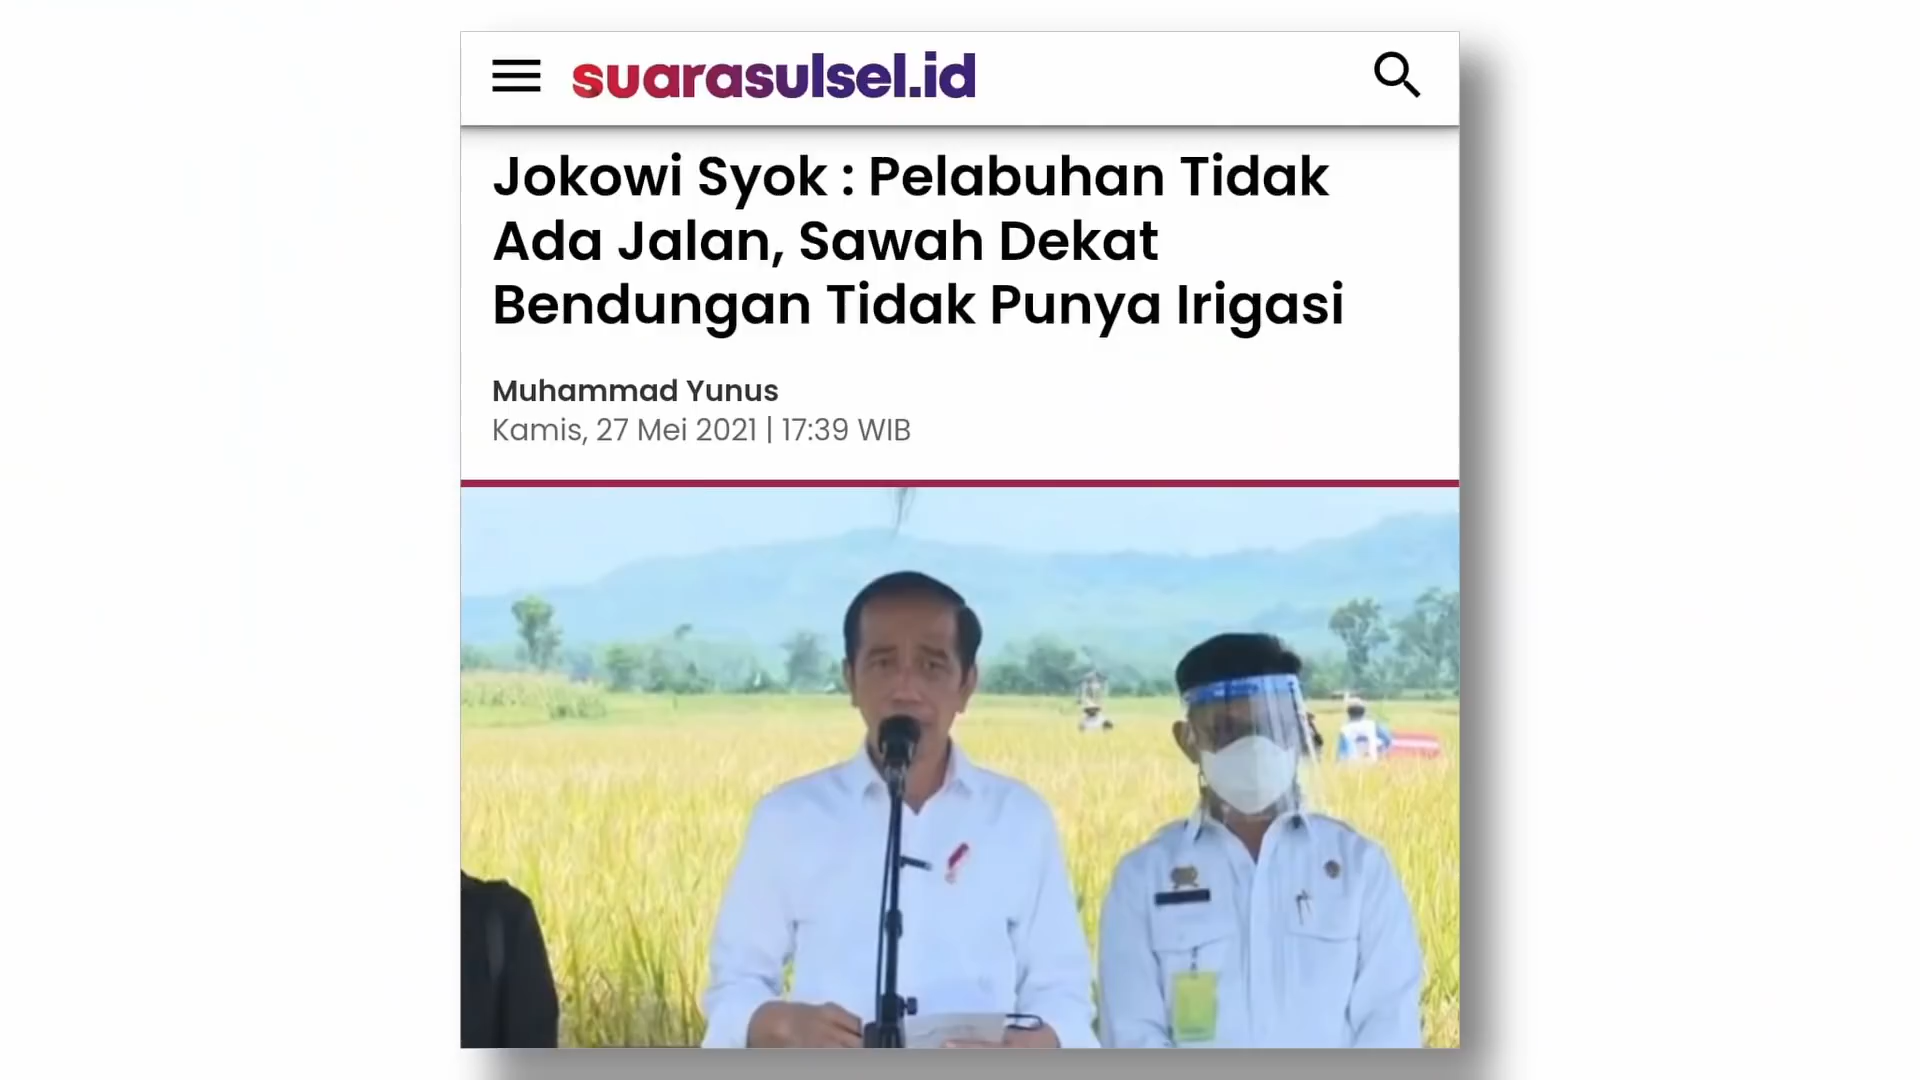 suarasulsel.id
Jokowi Syok : Pelabuhan Tidak
Ada Jalan, Sawah Dekat
Bendungan Tidak Punya Irigasi
Muhammad Yunus
Kamis, 27 Mei 2021 | 17:39 WIB